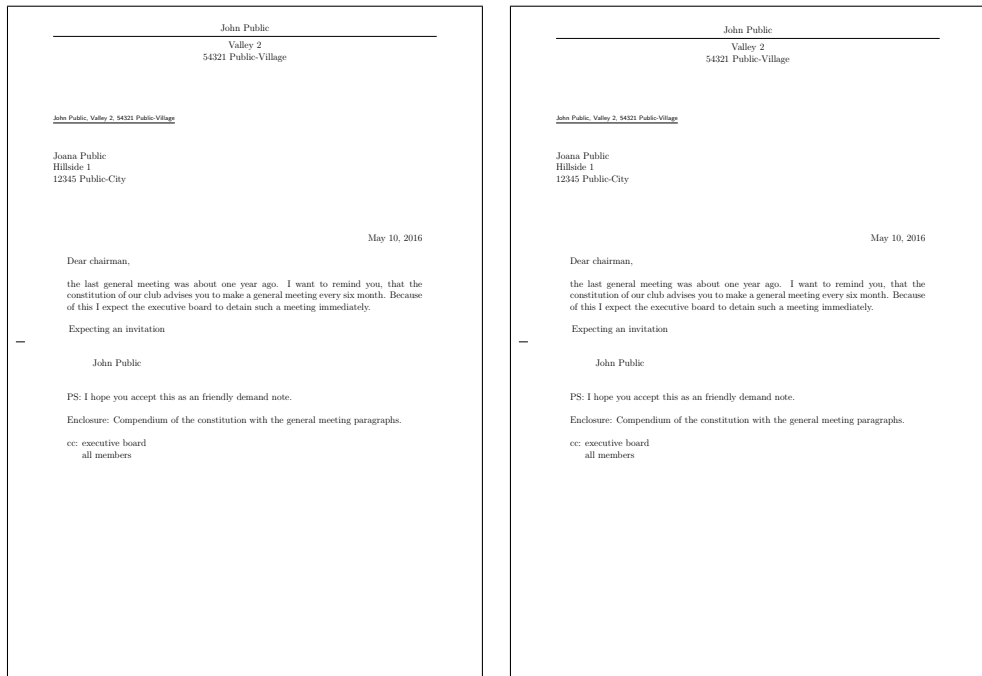 John Public
Valley 2
54321 Public-Village
John Public, Valley 2, 54321 Public-Village
Joana Public
Hillside 1
12345 Public-City
May 10, 2016
Dear chairman,
the last general meeting was about one year ago. I want to remind you, that the
constitution of our club advises you to make a general meeting every six month. Because
of this I expect the executive board to detain such a meeting immediately.
Expecting an invitation
John Public
PS: I hope you accept this as an friendly demand note.
Enclosure: Compendium of the constitution with the general meeting paragraphs.
cc: executive board
all members
John Public
Valley 2
54321 Public-Village
John Public, Valley 2, 54321 Public-Village
Joana Public
Hillside 1
12345 Public-City
May 10, 2016
Dear chairman,
the last general meeting was about one year ago. I want to remind you, that the
constitution of our club advises you to make a general meeting every six month. Because
of this I expect the executive board to detain such a meeting immediately.
Expecting an invitation
John Public
PS: I hope you accept this as an friendly demand note.
Enclosure: Compendium of the constitution with the general meeting paragraphs.
cc: executive board
all members